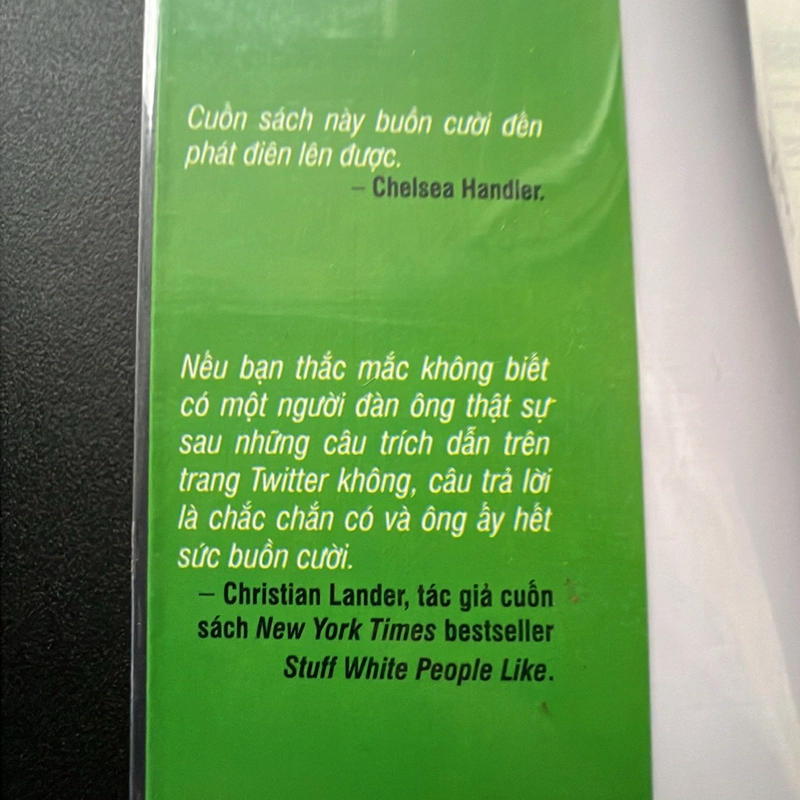 Cuốn sách này buồn cười đến
phát điên lên được.
– Chelsea Handler.
Nếu bạn thắc mắc không biết
có một người đàn ông thật sự
sau những câu trích dẫn trên
trang Twitter không, câu trả lời
là chắc chắn có và ông ấy hết
sức buồn cười.
– Christian Lander, tác giả cuốn
sách New York Times bestseller
Stuff White People Like.